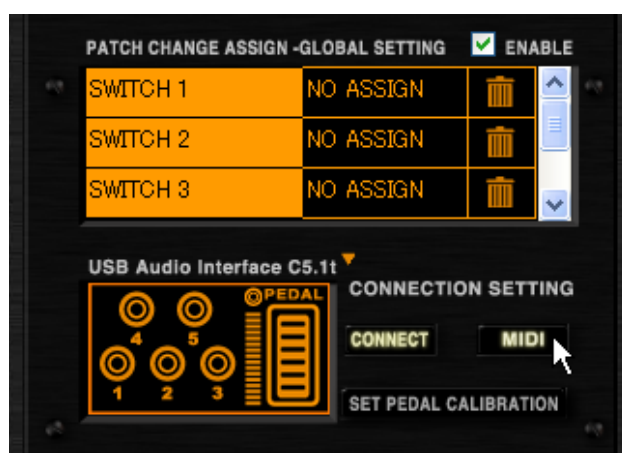 PATCH CHANGE ASSIGN -GLOBAL SETTING ENABLE
SWITCH 1 NO ASSIGN
SWITCH 2 NO ASSIGN
SWITCH 3 NO ASSIGN
USB Audio Interface C5.1t
PEDAL
4 5
1 2 3
CONNECTION SETTING
CONNECT MIDI
SET PEDAL CALIBRATION